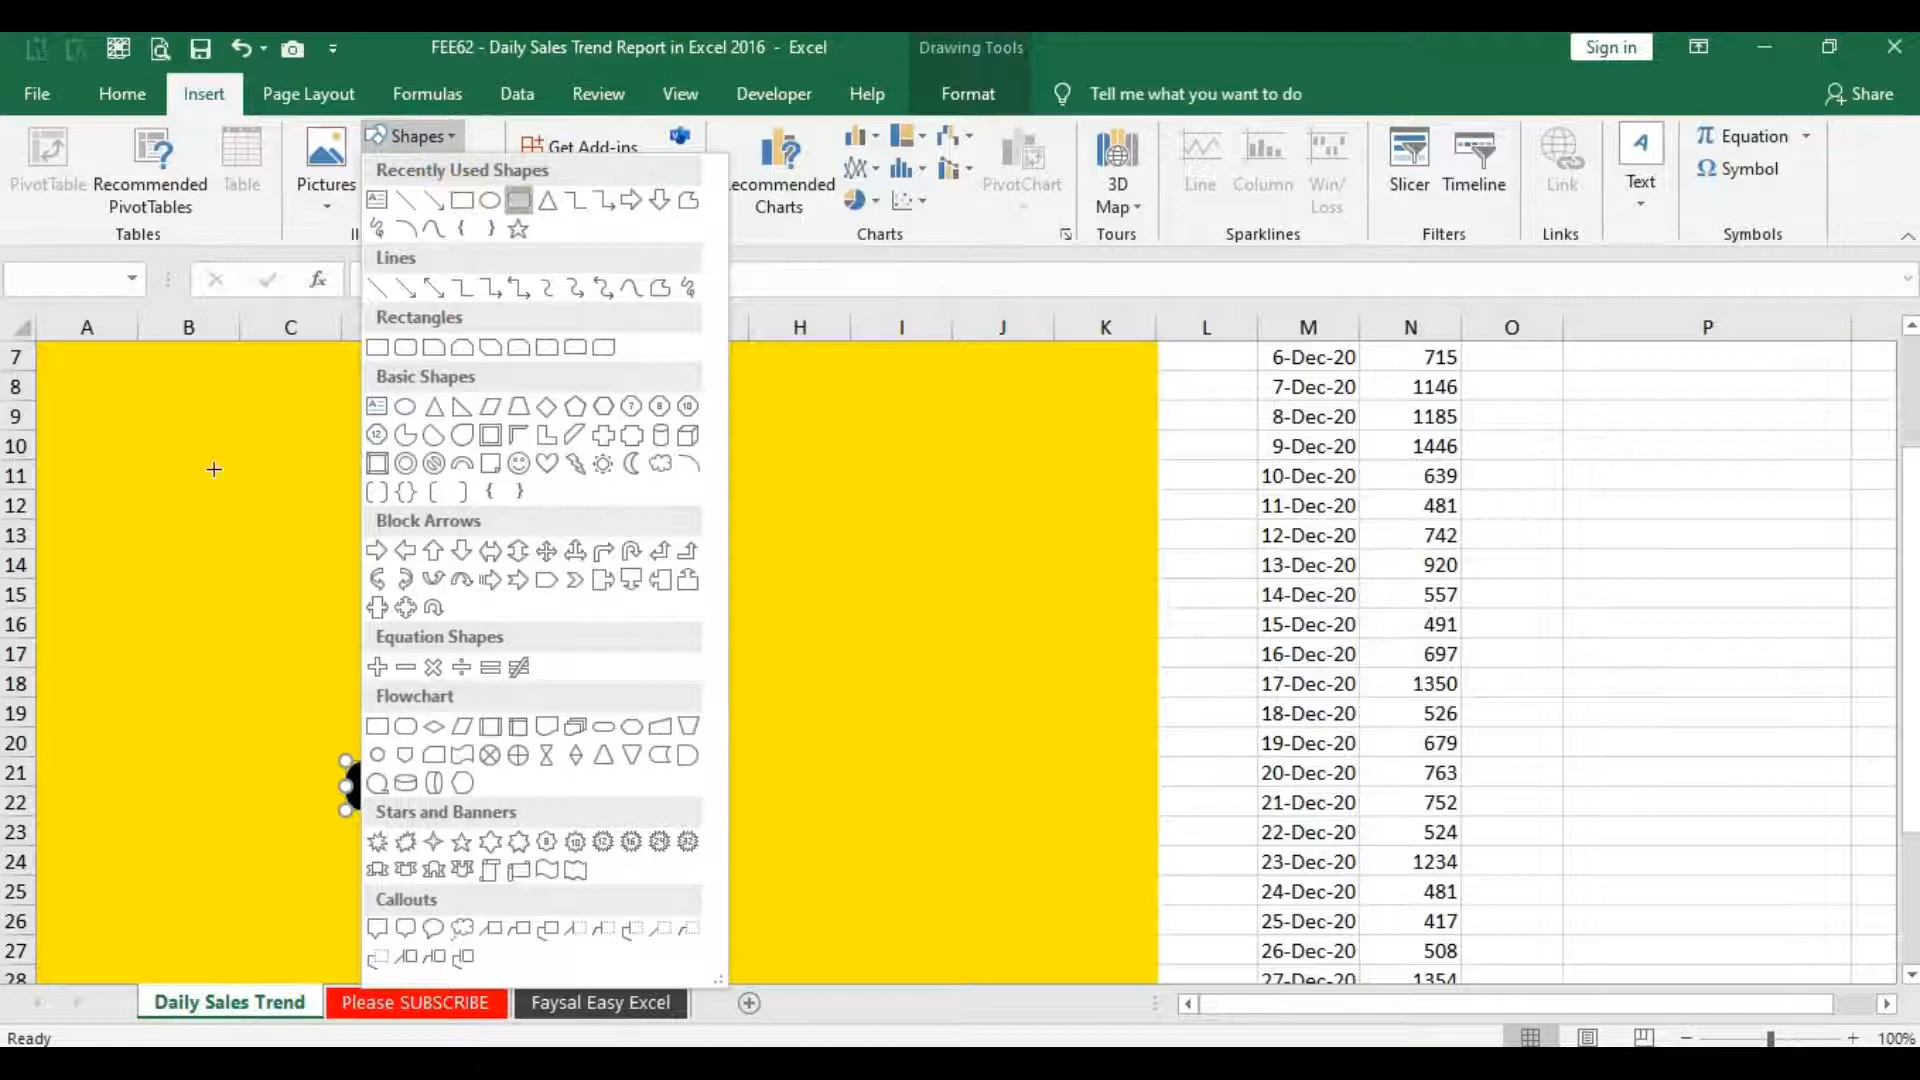 FEE62 - Daily Sales Trend Report in Excel 2016 - Excel
Drawing Tools
Sign in
File Home Insert Page Layout Formulas Data Review View Developer Help Format Tell me what you want to do Share
PivotTable
Recommended PivotTables
Table
Tables
Pictures
Shapes
Get Add-ins
ecommended Charts
PivotChart
Charts
3D Map
Tours
Line
Column
Win/Loss
Sparklines
Slicer
Timeline
Filters
Link
Links
Text
Equation
Symbol
Symbols
Recently Used Shapes
Lines
Rectangles
Basic Shapes
Block Arrows
Equation Shapes
Flowchart
Stars and Banners
Callouts
fx
A B C H I J K L M N O P
7 6-Dec-20 715
8 7-Dec-20 1146
9 8-Dec-20 1185
10 9-Dec-20 1446
11 10-Dec-20 639
12 11-Dec-20 481
13 12-Dec-20 742
14 13-Dec-20 920
15 14-Dec-20 557
16 15-Dec-20 491
17 16-Dec-20 697
18 17-Dec-20 1350
19 18-Dec-20 526
20 19-Dec-20 679
21 20-Dec-20 763
22 21-Dec-20 752
23 22-Dec-20 524
24 23-Dec-20 1234
25 24-Dec-20 481
26 25-Dec-20 417
27 26-Dec-20 508
28 27-Dec-20 1354
Daily Sales Trend Please SUBSCRIBE Faysal Easy Excel
Ready
100%